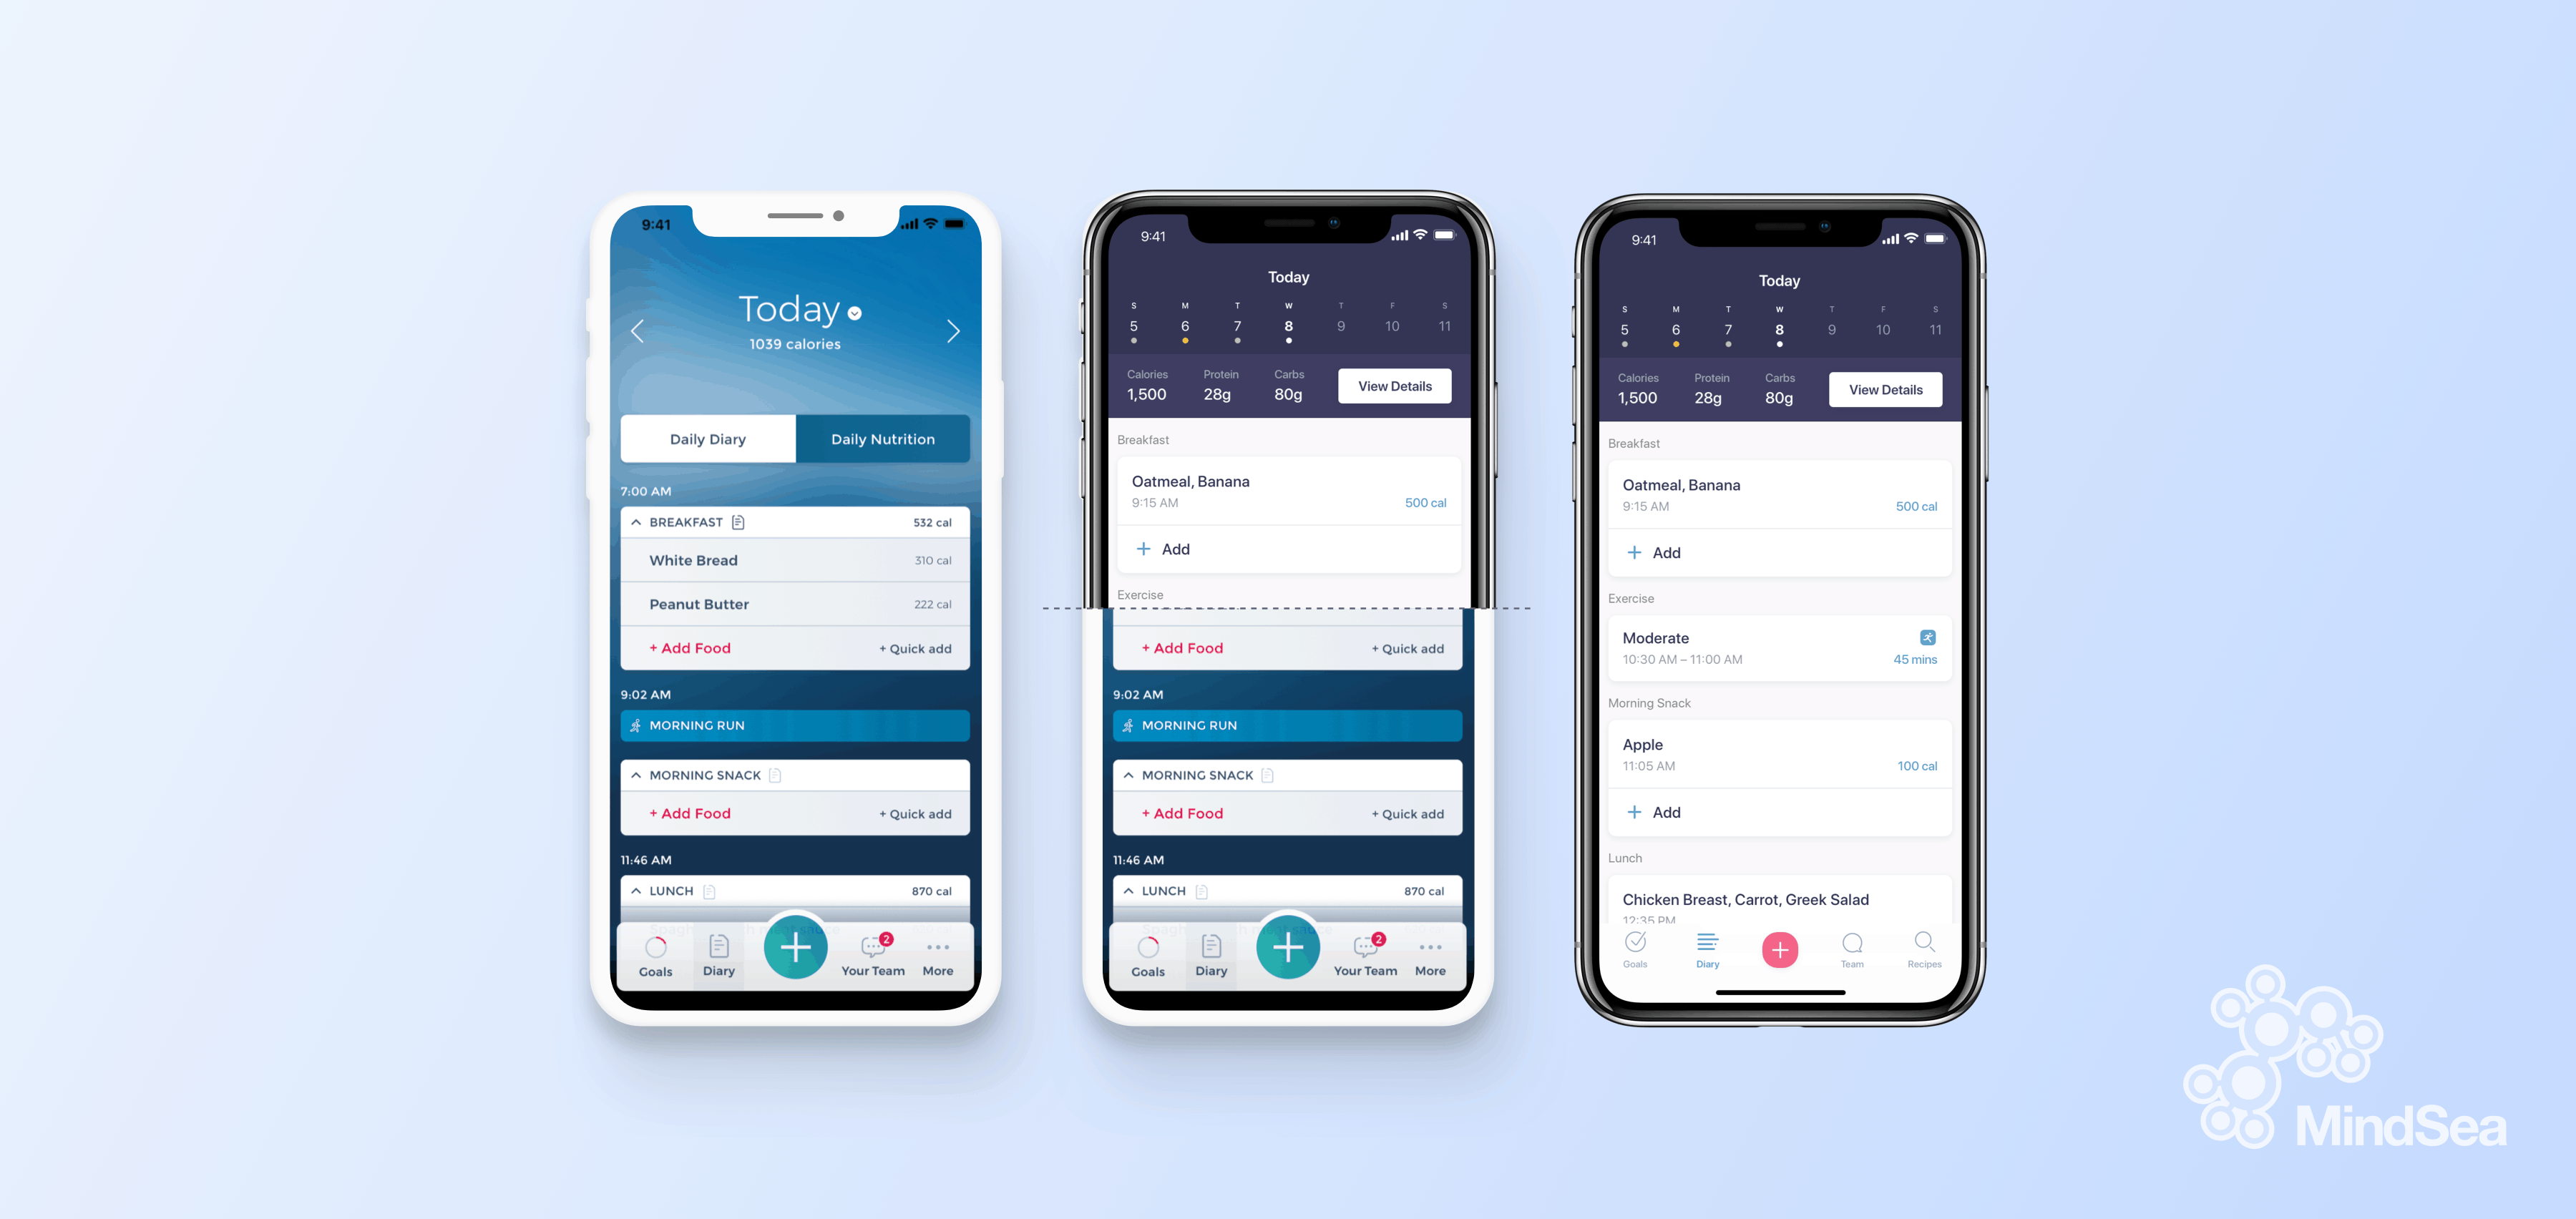 9:41
Today
1039 calories
Daily Diary Daily Nutrition
7:00 AM
BREAKFAST 532 cal
White Bread 310 cal
Peanut Butter 222 cal
+ Add Food + Quick add
9:02 AM
MORNING RUN
MORNING SNACK
+ Add Food + Quick add
11:46 AM
LUNCH 870 cal
2
Goals Diary Your Team More
9:41
Today
S M T W T F S
5 6 7 8 9 10 11
Calories Protein Carbs
1,500 28g 80g
View Details
Breakfast
Oatmeal, Banana
9:15 AM 500 cal
+ Add
Exercise
+ Add Food + Quick add
9:02 AM
MORNING RUN
MORNING SNACK
+ Add Food + Quick add
11:46 AM
LUNCH 870 cal
2
Goals Diary Your Team More
9:41
Today
S M T W T F S
5 6 7 8 9 10 11
Calories Protein Carbs
1,500 28g 80g
View Details
Breakfast
Oatmeal, Banana
9:15 AM 500 cal
+ Add
Exercise
Moderate
10:30 AM – 11:00 AM 45 mins
Morning Snack
Apple
11:05 AM 100 cal
+ Add
Lunch
Chicken Breast, Carrot, Greek Salad
12:35 PM
Goals Diary Team Recipes
MindSea